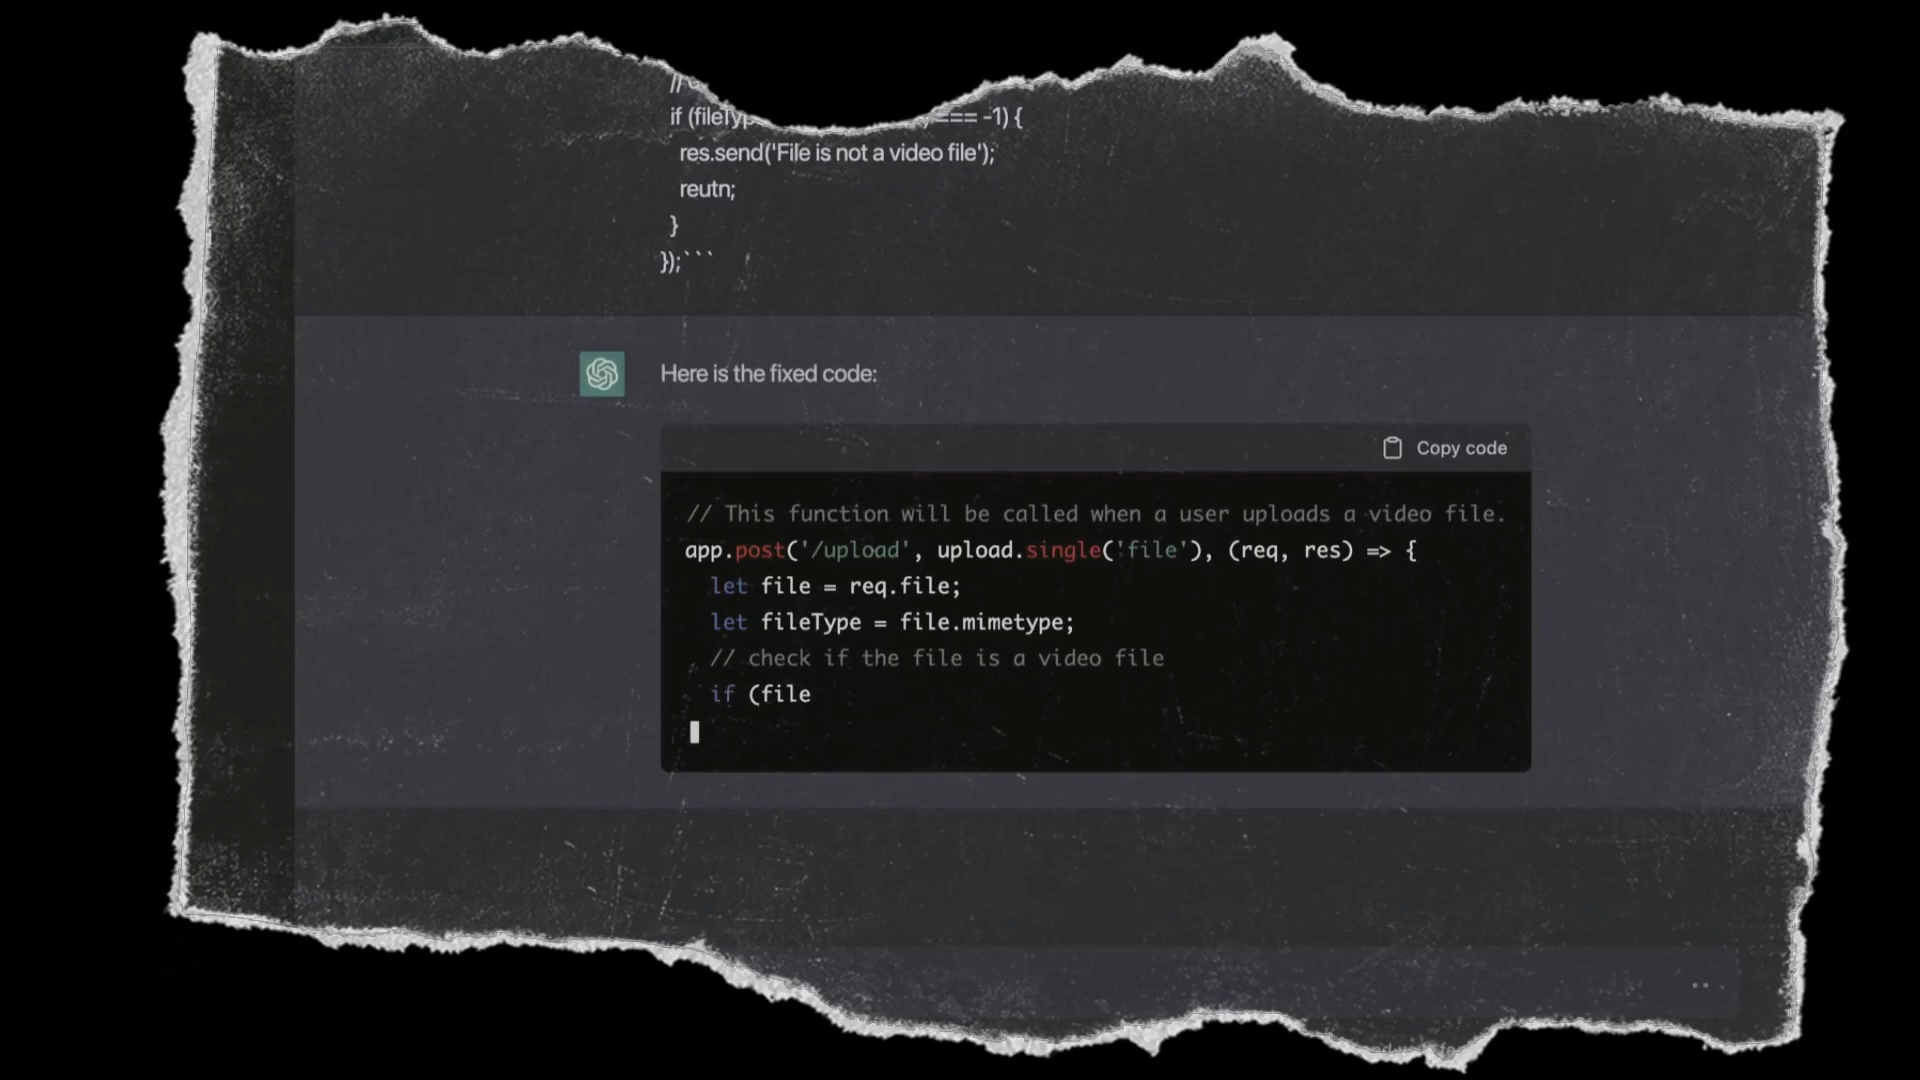 //
if (fileTyp === -1) {
res.send('File is not a video file');
reutn;
}
});```
Here is the fixed code:
Copy code
// This function will be called when a user uploads a video file.
app.post('/upload', upload.single('file'), (req, res) => {
let file = req.file;
let fileType = file.mimetype;
// check if the file is a video file
if (file